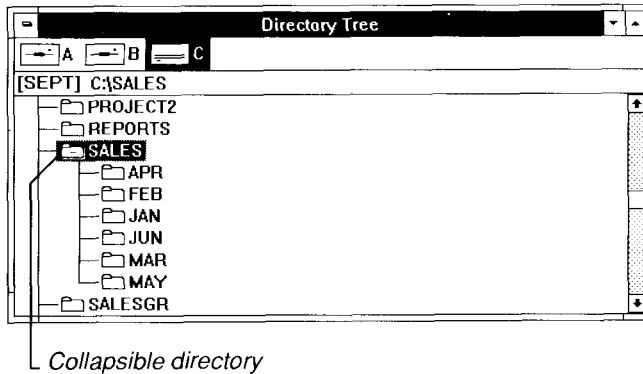 Directory Tree
A B C
[SEPT] C:\SALES
PROJECT2
REPORTS
SALES
APR
FEB
JAN
JUN
MAR
MAY
SALESGR
Collapsible directory